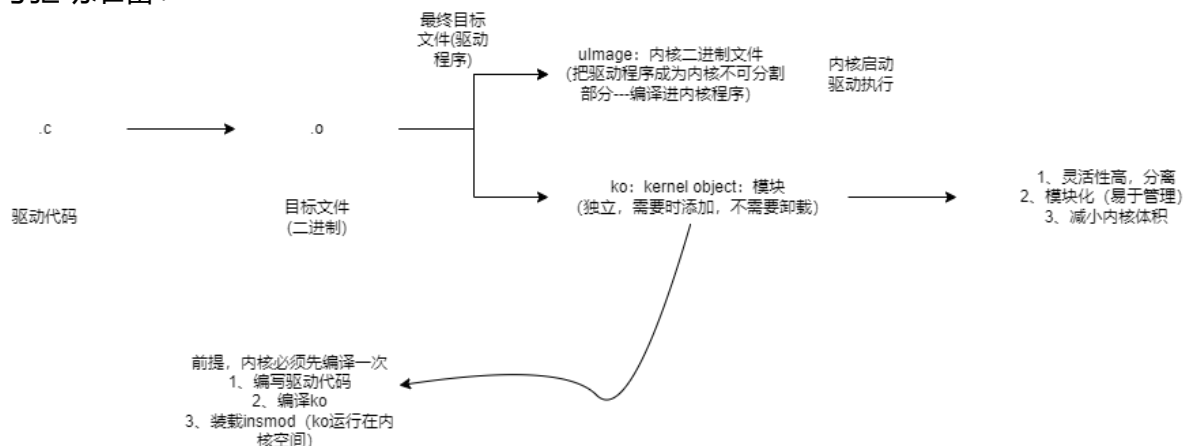 最终目标
文件(驱动
程序)
uImage：内核二进制文件
(把驱动程序成为内核不可分割
部分---编译进内核程序)
内核启动
驱动执行
.c
.o
驱动代码
目标文件
(二进制)
ko：kernel object：模块
(独立，需要时添加，不需要卸载)
1、灵活性高，分离
2、模块化（易于管理)
3、减小内核体积
前提，内核必须先编译一次
1、编写驱动代码
2、编译ko
3、装载insmod（ko运行在内
核空间）